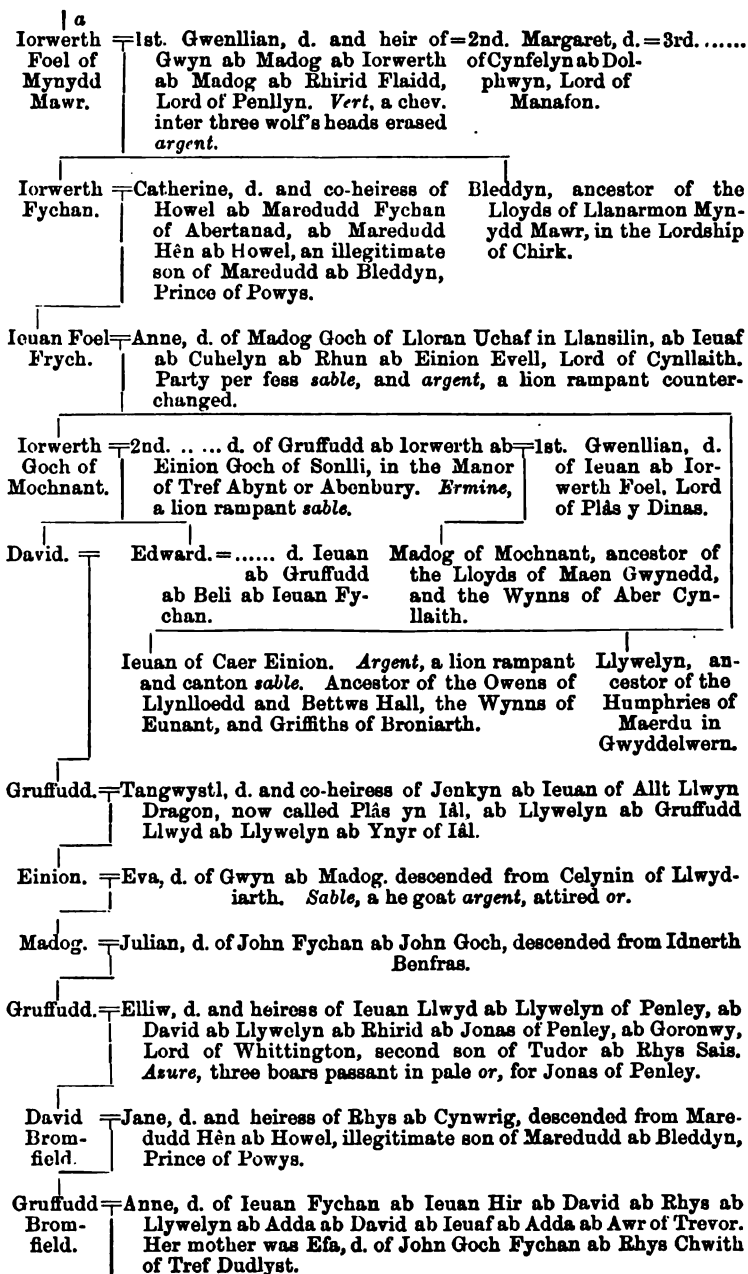 a
Iorwerth Foel of Mynydd Mawr.
=1st. Gwenllian, d. and heir of
Gwyn ab Madog ab Iorwerth
ab Madog ab Rhirid Flaidd,
Lord of Penllyn. Vert, a chev.
inter three wolf's heads erased
argent.
=2nd. Margaret, d.
of Cynfelyn ab Dol-
phwyn, Lord of
Manafon.
=3rd. .......
Iorwerth
Fychan.
=Catherine, d. and co-heiress of
Howel ab Maredudd Fychan
of Abertanad, ab Maredudd
Hên ab Howel, an illegitimate
son of Maredudd ab Bleddyn,
Prince of Powys.
Bleddyn, ancestor of the
Lloyds of Llanarmon Myn-
ydd Mawr, in the Lordship
of Chirk.
Ieuan Foel
Frych.
=Anne, d. of Madog Goch of Lloran Uchaf in Llansilin, ab Ieuaf
ab Cuhelyn ab Rhun ab Einion Evell, Lord of Cynllaith.
Party per fess sable, and argent, a lion rampant counter-
changed.
Iorwerth
Goch of
Mochnant.
=2nd. .. ... d. of Gruffudd ab Iorwerth ab
Einion Goch of Sonlli, in the Manor
of Tref Abynt or Abenbury. Ermine,
a lion rampant sable.
=1st. Gwenllian, d.
of Ieuan ab Ior-
werth Foel, Lord
of Plâs y Dinas.
David. =
Edward. = ...... d. Ieuan
ab Gruffudd
ab Beli ab Ieuan Fy-
chan.
Madog of Mochnant, ancestor of
the Lloyds of Maen Gwynedd,
and the Wynns of Aber Cyn-
llaith.
Ieuan of Caer Einion. Argent, a lion rampant
and canton sable. Ancestor of the Owens of
Llynlloedd and Bettws Hall, the Wynns of
Eunant, and Griffiths of Broniarth.
Llywelyn, an-
cestor of the
Humphries of
Maerdu in
Gwyddelwern.
Gruffudd.=Tangwystl, d. and co-heiress of Jenkyn ab Ieuan of Allt Llwyn
Dragon, now called Plâs yn Iâl, ab Llywelyn ab Gruffudd
Llwyd ab Llywelyn ab Ynyr of Iâl.
Einion. =Eva, d. of Gwyn ab Madog. descended from Celynin of Llwyd-
iarth. Sable, a he goat argent, attired or.
Madog. =Julian, d. of John Fychan ab John Goch, descended from Idnerth
Benfras.
Gruffudd.=Elliw, d. and heiress of Ieuan Llwyd ab Llywelyn of Penley, ab
David ab Llywelyn ab Rhirid ab Jonas of Penley, ab Goronwy,
Lord of Whittington, second son of Tudor ab Rhys Sais.
Azure, three boars passant in pale or, for Jonas of Penley.
David
Brom-
field.
=Jane, d. and heiress of Rhys ab Cynwrig, descended from Mare-
dudd Hên ab Howel, illegitimate son of Maredudd ab Bleddyn,
Prince of Powys.
Gruffudd
Brom-
field.
=Anne, d. of Ieuan Fychan ab Ieuan Hir ab David ab Rhys ab
Llywelyn ab Adda ab David ab Ieuaf ab Adda ab Awr of Trevor.
Her mother was Efa, d. of John Goch Fychan ab Rhys Chwith
of Tref Dudlyst.